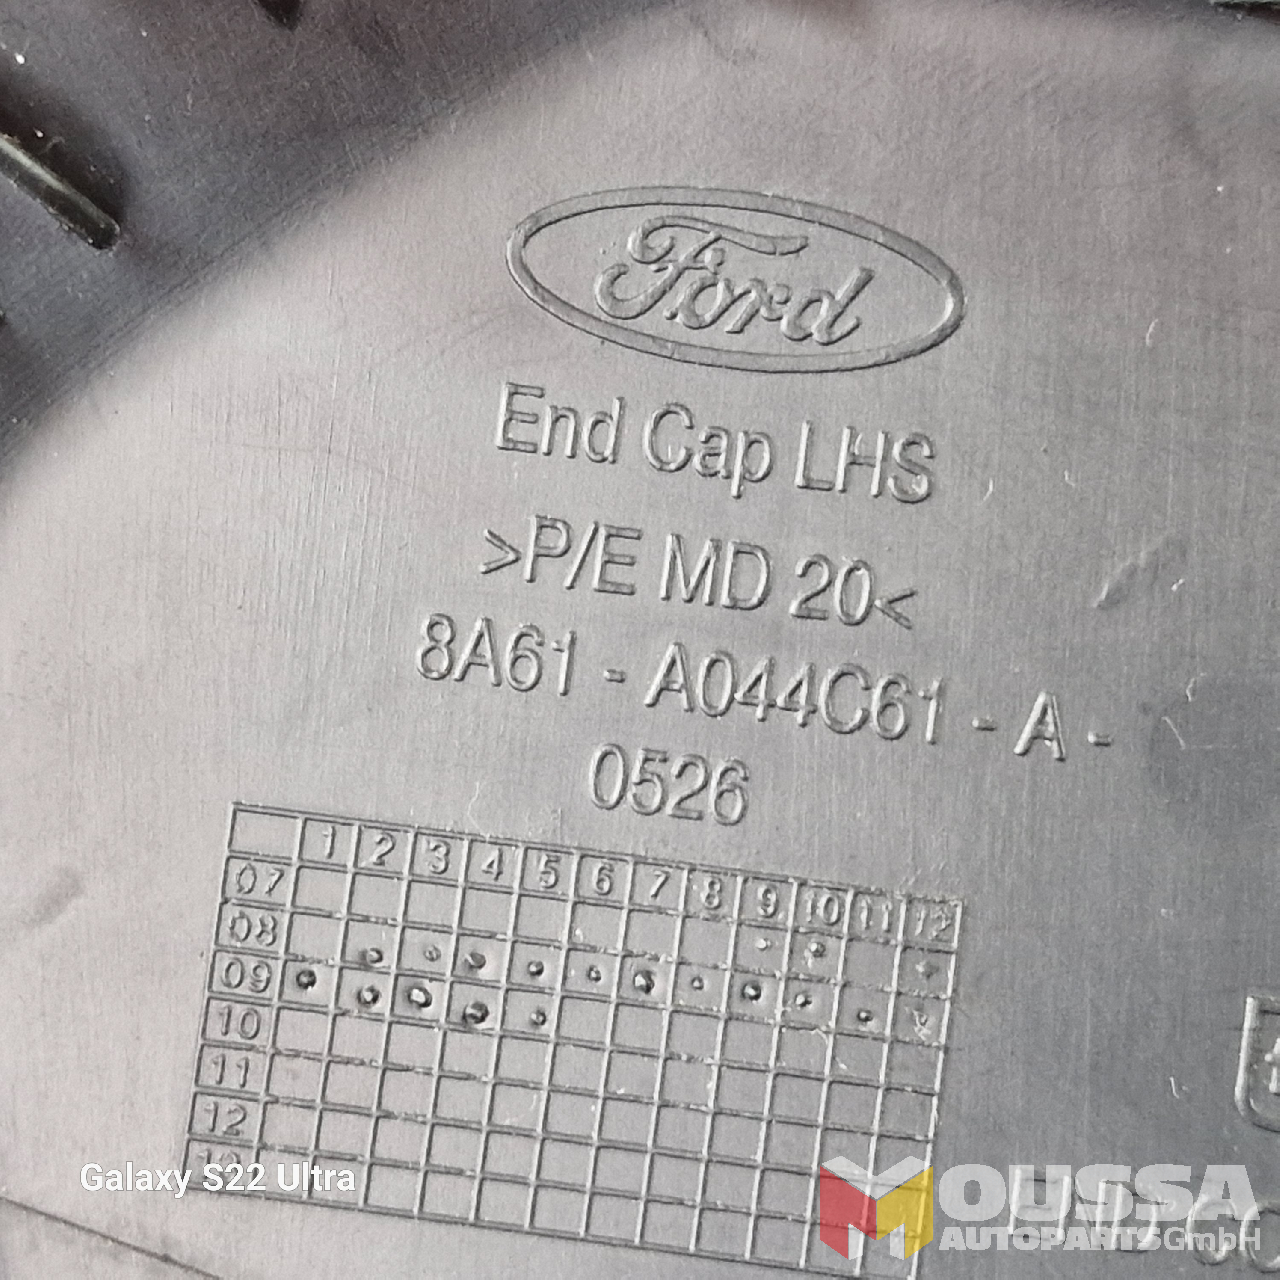 Ford
End Cap LHS
>P/E MD 20<
8A61 - A044C61 - A -
0526
1 2 3 4 5 6 7 8 9 10 11 12
07
08
09
10
11
12
Galaxy S22 Ultra
END
MOUSSA
AUTOPARTS GmbH